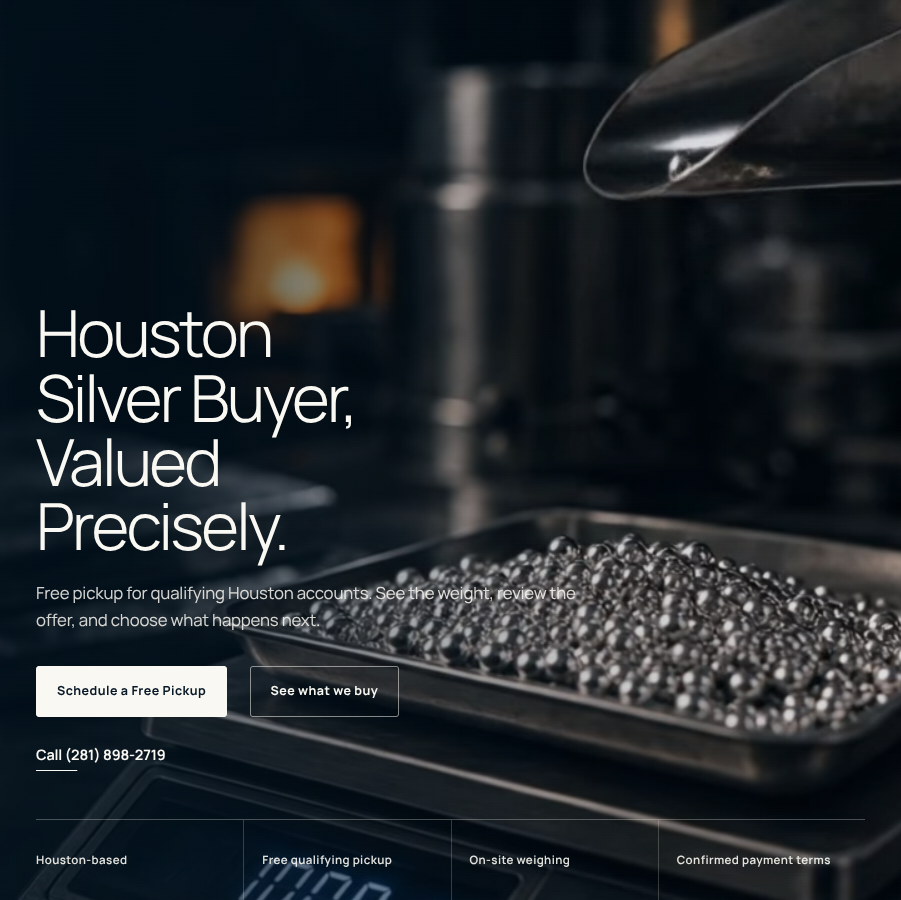 Houston
Silver Buyer,
Valued
Precisely.
Free pickup for qualifying Houston accounts. See the weight, review the
offer, and choose what happens next.
Schedule a Free Pickup
See what we buy
Call (281) 898-2719
Houston-based
Free qualifying pickup
On-site weighing
Confirmed payment terms